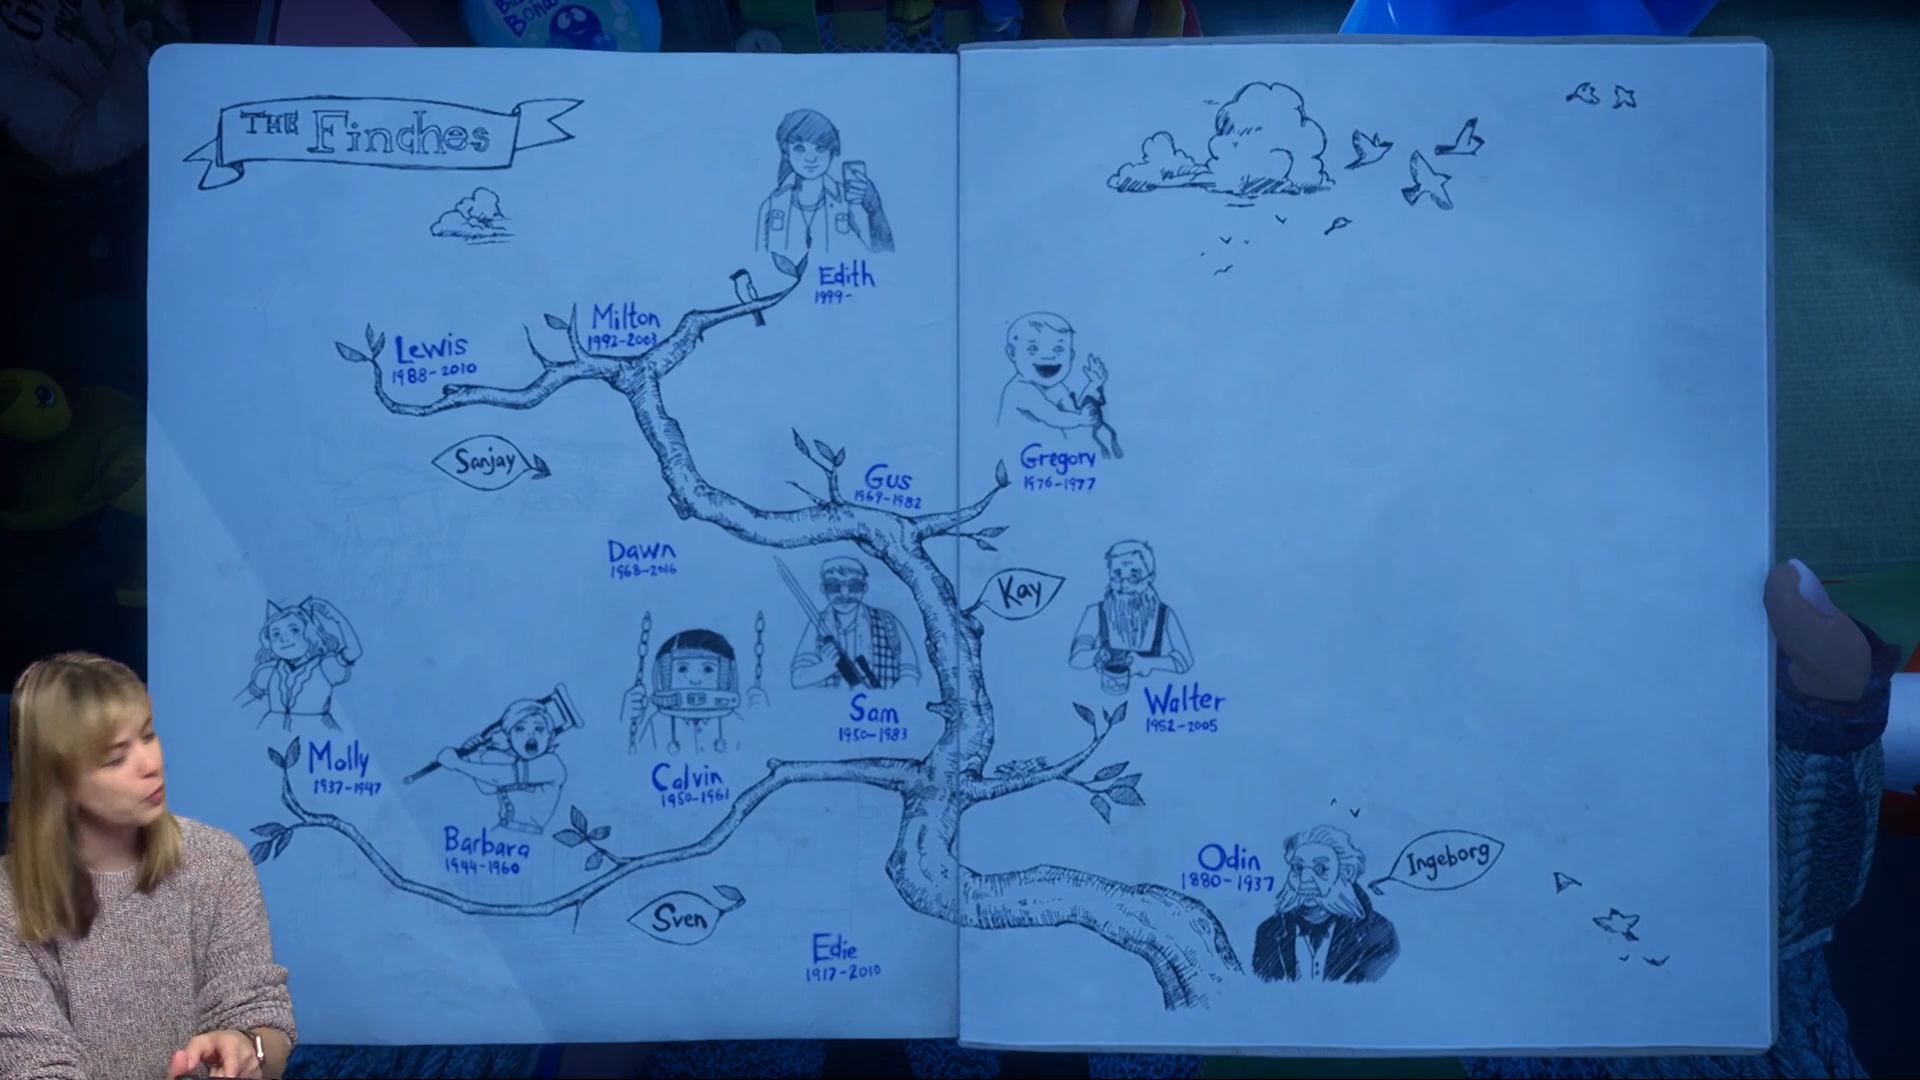 THE Finches
Edith
1999-
Milton
1992-2003
Lewis
1988-2010
Sanjay
Gregory
1976-1977
Gus
1969-1982
Dawn
1968-2016
Kay
Walter
1952-2005
Sam
1950-1983
Calvin
1950-1961
Molly
1937-1947
Barbara
1944-1960
Sven
Odin
1880-1937
Ingeborg
Edie
1917-2010